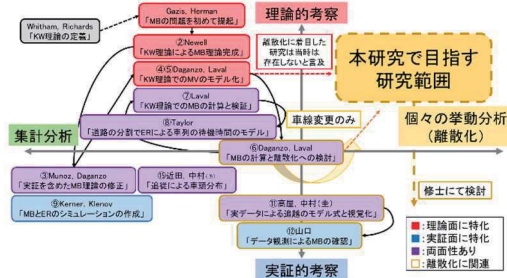 Whitham, Richards
「KW理論の定義」
Gazis, Herman
「MBの問題を初めて提起」
理論的考察
②Newell
「KW理論によるMB理論完成」
離散化に着目した
研究は当時は
存在しないと言及
本研究で目指す
研究範囲
④⑤Daganzo, Laval
「KW理論でのMVのモデル化」
⑦Laval
「KW理論でのMBの計算と検証」
⑧Taylor
「道路の分割でERによる車列の待機時間のモデル」
車線変更のみ
個々の挙動分析
(離散化)
集計分析
⑥Daganzo, Laval
「MBの計算と離散化への検討」
③Munoz, Daganzo
「実証を含めたMB理論の修正」
⑮近田, 中村
「追従による車頭分布」
修士にて検討
⑨Kerner, Klenov
「MBとERのシミュレーションの作成」
⑪高屋, 中村(圭)
「実データによる追越のモデル式と視覚化」
⑫山口
「データ観測によるMBの確認」
実証的考察
:理論面に特化
:実証面に特化
:両面性あり
:離散化に関連